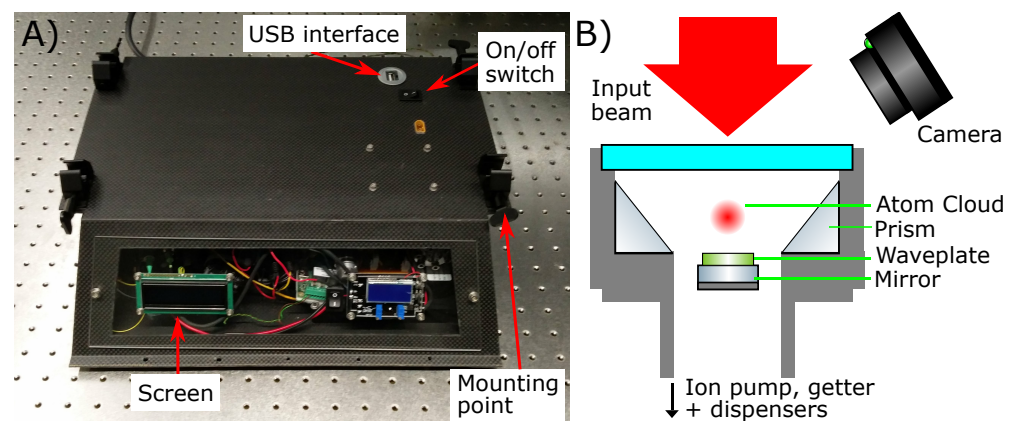 A)
USB interface
On/off
switch
Screen
Mounting
point
B)
Input
beam
Camera
Atom Cloud
Prism
Waveplate
Mirror
Ion pump, getter
+ dispensers